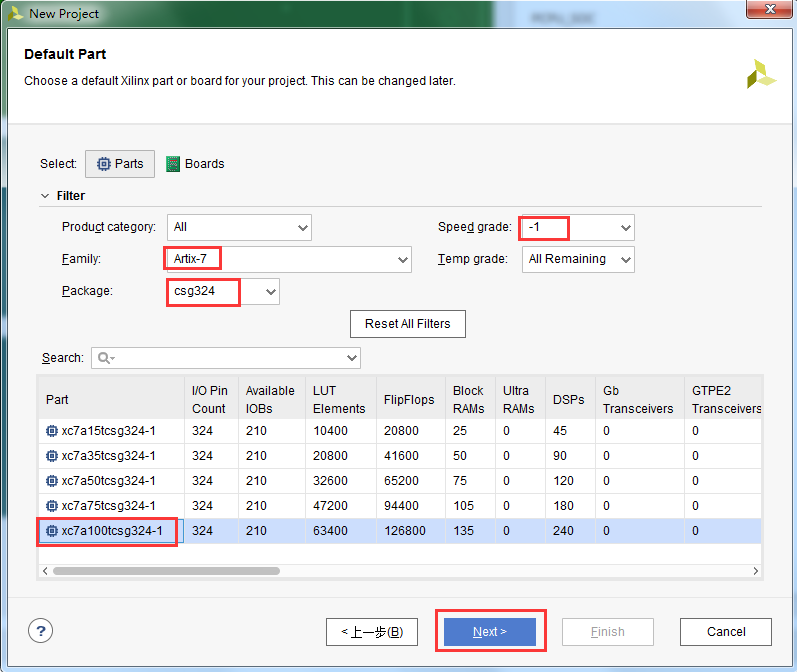 New Project
Default Part
Choose a default Xilinx part or board for your project. This can be changed later.
Select: Parts Boards
Filter
Product category: All Speed grade: -1
Family: Artix-7 Temp grade: All Remaining
Package: csg324
Reset All Filters
Search: Q-
Part I/O Pin Count Available IOBs LUT Elements FlipFlops Block RAMs Ultra RAMs DSPs Gb Transceivers GTPE2 Transceivers
xc7a15tcsg324-1 324 210 10400 20800 25 0 45 0 0
xc7a35tcsg324-1 324 210 20800 41600 50 0 90 0 0
xc7a50tcsg324-1 324 210 32600 65200 75 0 120 0 0
xc7a75tcsg324-1 324 210 47200 94400 105 0 180 0 0
xc7a100tcsg324-1 324 210 63400 126800 135 0 240 0 0
? < 上一步(B) Next > Finish Cancel